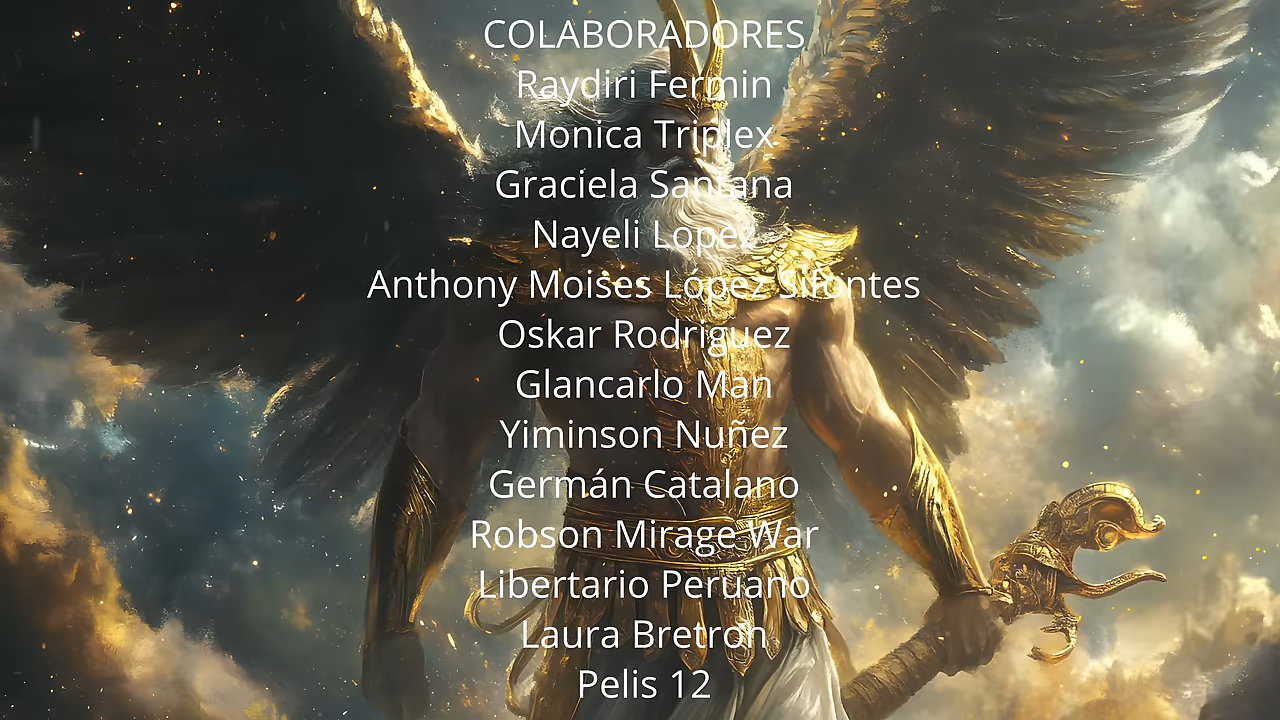 COLABORADORES
Raydiri Fermin
Monica Triplex
Graciela Santana
Nayeli Lopez
Anthony Moises López Sifontes
Oskar Rodriguez
Glancarlo Man
Yiminson Nuñez
Germán Catalano
Robson Mirage War
Libertario Peruano
Laura Bretron
Pelis 12